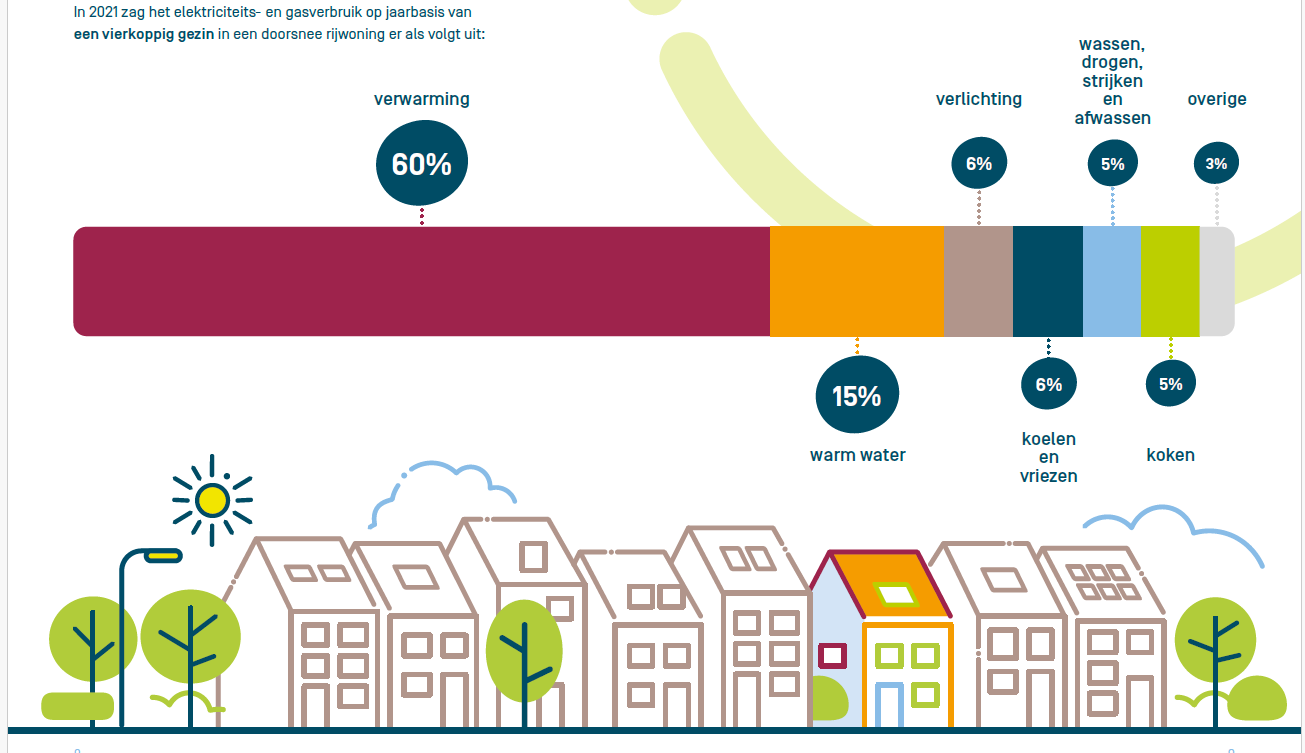 In 2021 zag het elektriciteits- en gasverbruik op jaarbasis van
een vierkoppig gezin in een doorsnee rijwoning er als volgt uit:
verwarming
60%
verlichting
6%
wassen,
drogen,
strijken
en
afwassen
5%
overige
3%
15%
warm water
6%
koelen
en
vriezen
5%
koken